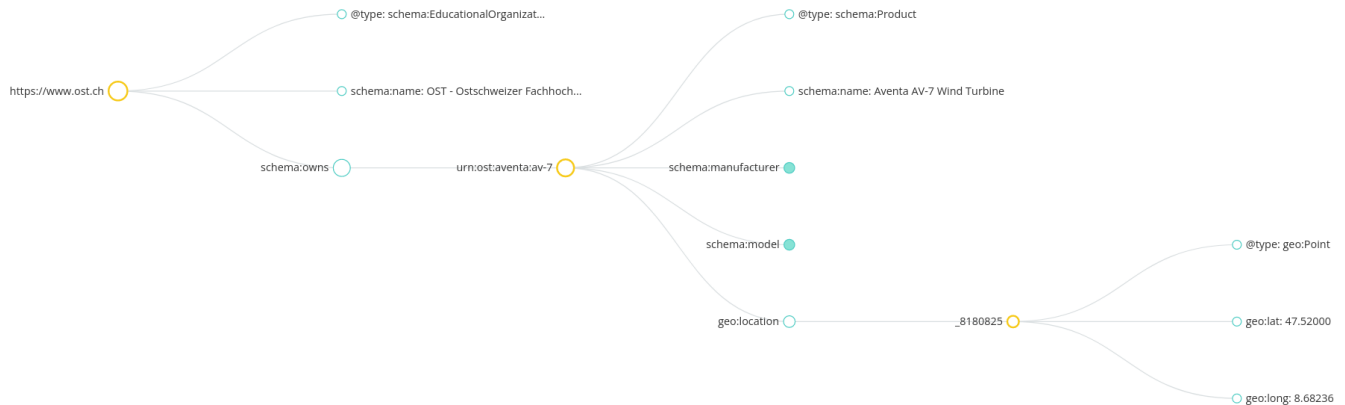 @type: schema:EducationalOrganizat...
@type: schema:Product
https://www.ost.ch
schema:name: OST - Ostschweizer Fachhoch...
schema:name: Aventa AV-7 Wind Turbine
schema:owns
urn:ost:aventa:av-7
schema:manufacturer
schema:model
@type: geo:Point
geo:location
_8180825
geo:lat: 47.52000
geo:long: 8.68236